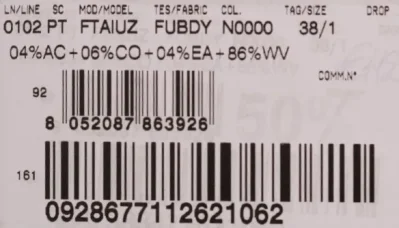 LN/LINE SC MOD/MODEL TES/FABRIC COL. TAG/SIZE DROP
0102 PT FTAIUZ FUBDY N0000 38/1
04%AC+06%CO+04%EA+86%WV
COMM.N°
92
8 052087 863926
161
0928677112621062